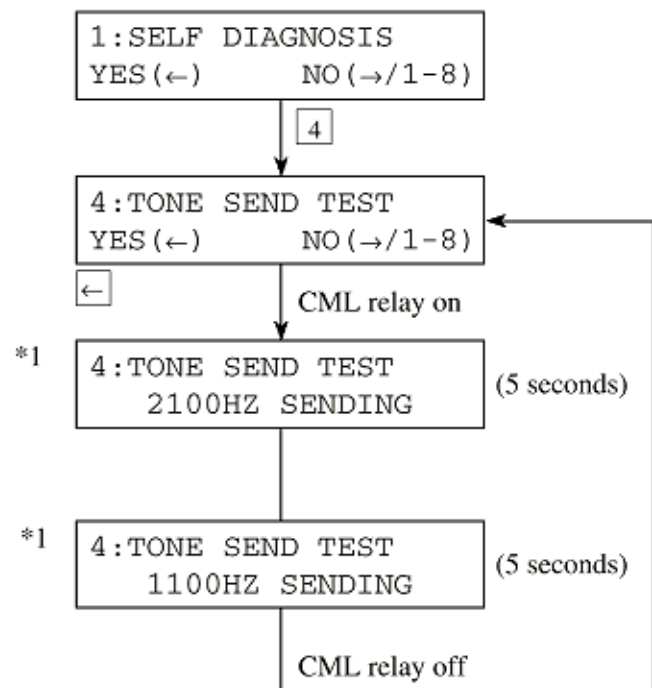 1:SELF DIAGNOSIS
YES(←) NO(→/1-8)
4
4:TONE SEND TEST
YES(←) NO(→/1-8)
←
CML relay on
*1
4:TONE SEND TEST
2100HZ SENDING
(5 seconds)
*1
4:TONE SEND TEST
1100HZ SENDING
(5 seconds)
CML relay off